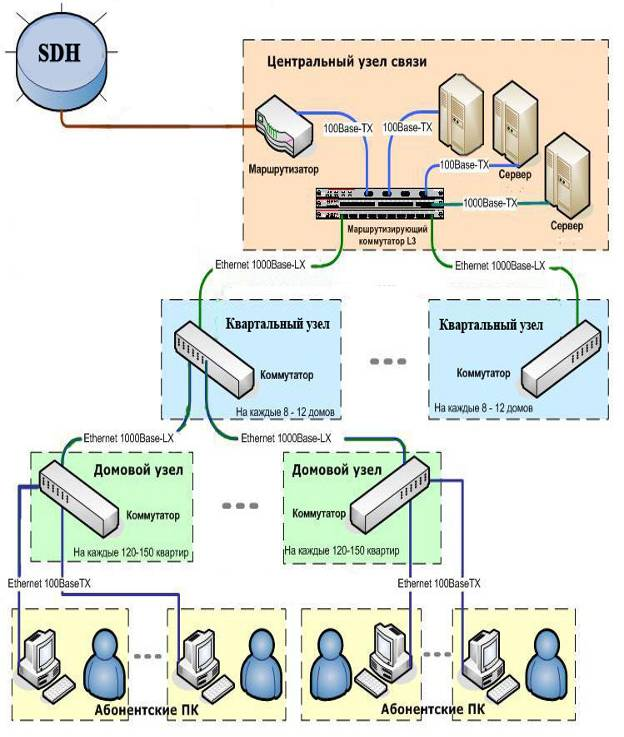 SDH
Центральный узел связи
100Base-TX
100Base-TX
Маршрутизатор
100Base-TX
Сервер
1000Base-TX
Сервер
Маршрутизирующий
коммутатор L3
Ethernet 1000Base-LX
Ethernet 1000Base-LX
Квартальный узел
Квартальный узел
Коммутатор
Коммутатор
На каждые 8 - 12 домов
На каждые 8 - 12 домов
Ethernet 1000Base-LX
Ethernet 1000Base-LX
Домовой узел
Домовой узел
Коммутатор
Коммутатор
На каждые 120-150 квартир
На каждые 120-150 квартир
Ethernet 100BaseTX
Ethernet 100BaseTX
Абонентские ПК
Абонентские ПК